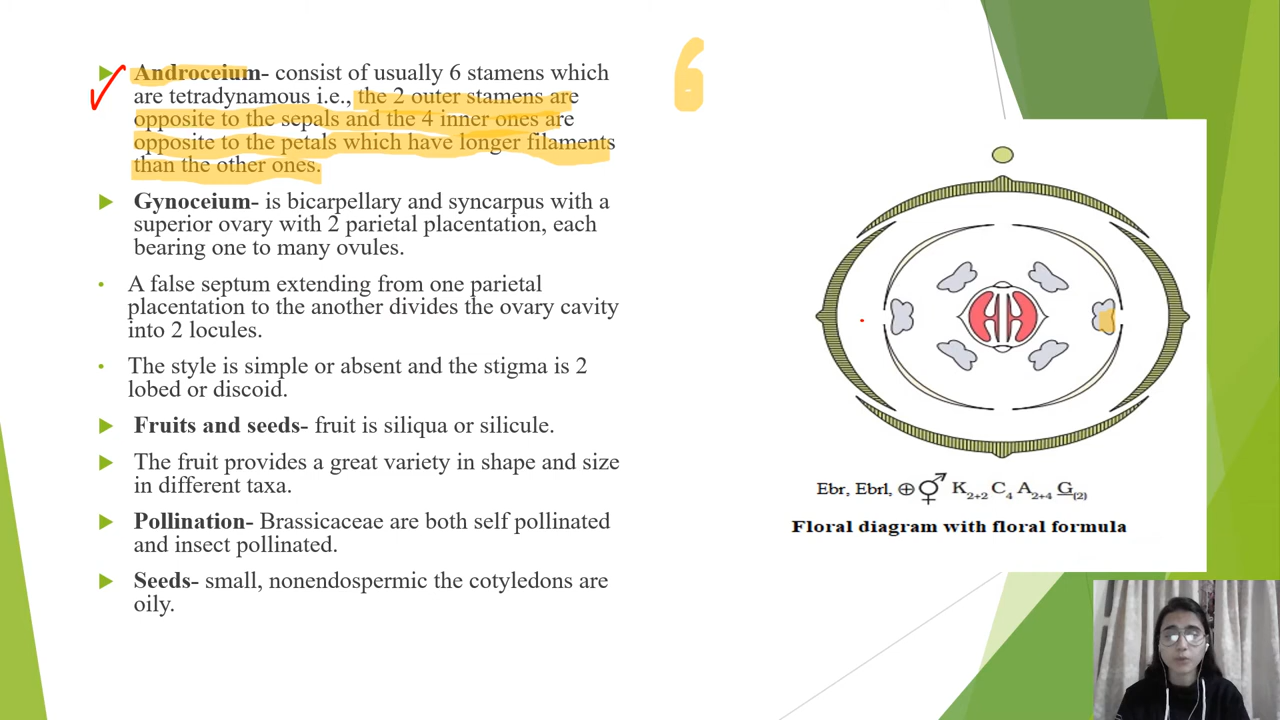 Androceium- consist of usually 6 stamens which
are tetradynamous i.e., the 2 outer stamens are
opposite to the sepals and the 4 inner ones are
opposite to the petals which have longer filaments
than the other ones.
6
Gynoceium- is bicarpellary and syncarpus with a
superior ovary with 2 parietal placentation, each
bearing one to many ovules.
A false septum extending from one parietal
placentation to the another divides the ovary cavity
into 2 locules.
The style is simple or absent and the stigma is 2
lobed or discoid.
Fruits and seeds- fruit is siliqua or silicule.
The fruit provides a great variety in shape and size
in different taxa.
Pollination- Brassicaceae are both self pollinated
and insect pollinated.
Seeds- small, nonendospermic the cotyledons are
oily.
Ebr, Ebrl, ⊕ ⚥ K2+2 C4 A2+4 G(2)
Floral diagram with floral formula